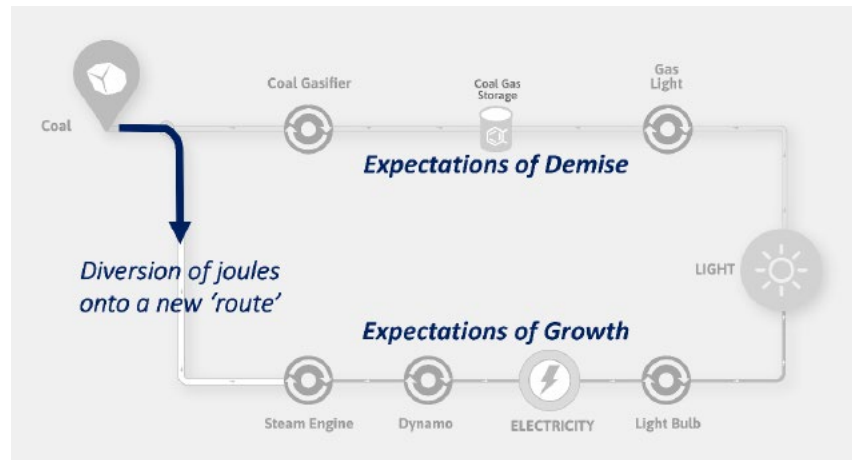 Coal Gasifier
Coal Gas
Storage
Gas
Light
Coal
Expectations of Demise
Diversion of joules
onto a new ‘route’
LIGHT
Expectations of Growth
Steam Engine
Dynamo
ELECTRICITY
Light Bulb